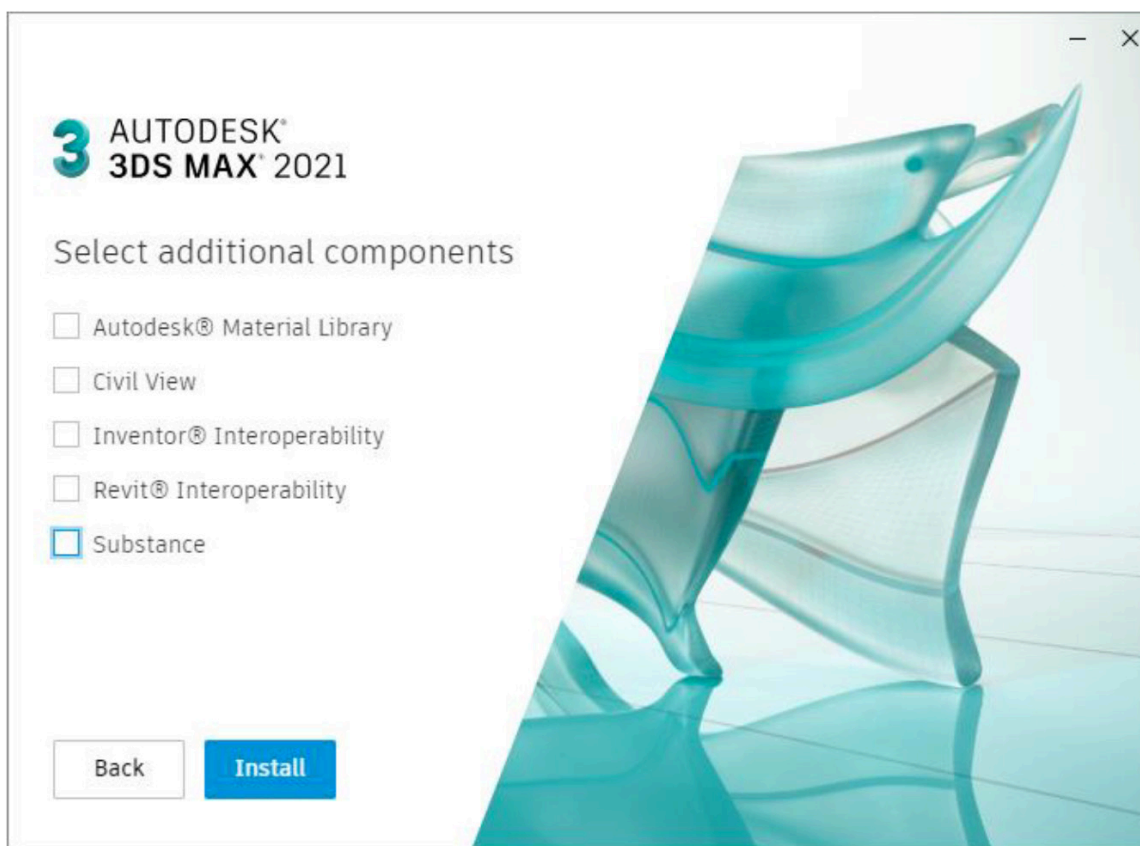 3 AUTODESK®
3DS MAX® 2021
Select additional components
Autodesk® Material Library
Civil View
Inventor® Interoperability
Revit® Interoperability
Substance
Back
Install